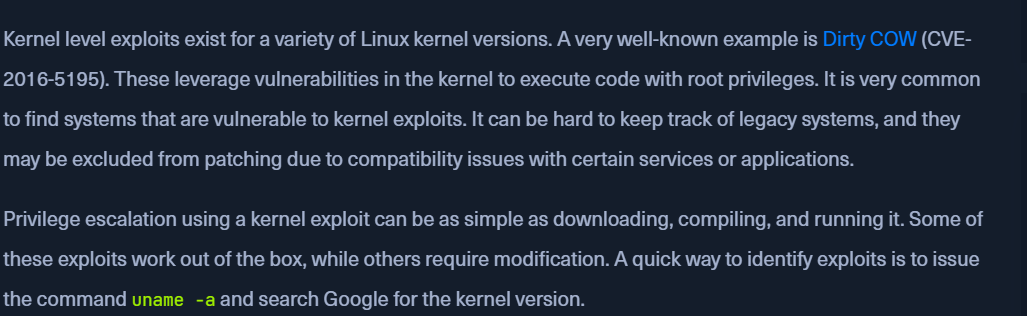 Kernel level exploits exist for a variety of Linux kernel versions. A very well-known example is Dirty COW (CVE-
2016-5195). These leverage vulnerabilities in the kernel to execute code with root privileges. It is very common
to find systems that are vulnerable to kernel exploits. It can be hard to keep track of legacy systems, and they
may be excluded from patching due to compatibility issues with certain services or applications.
Privilege escalation using a kernel exploit can be as simple as downloading, compiling, and running it. Some of
these exploits work out of the box, while others require modification. A quick way to identify exploits is to issue
the command uname -a and search Google for the kernel version.